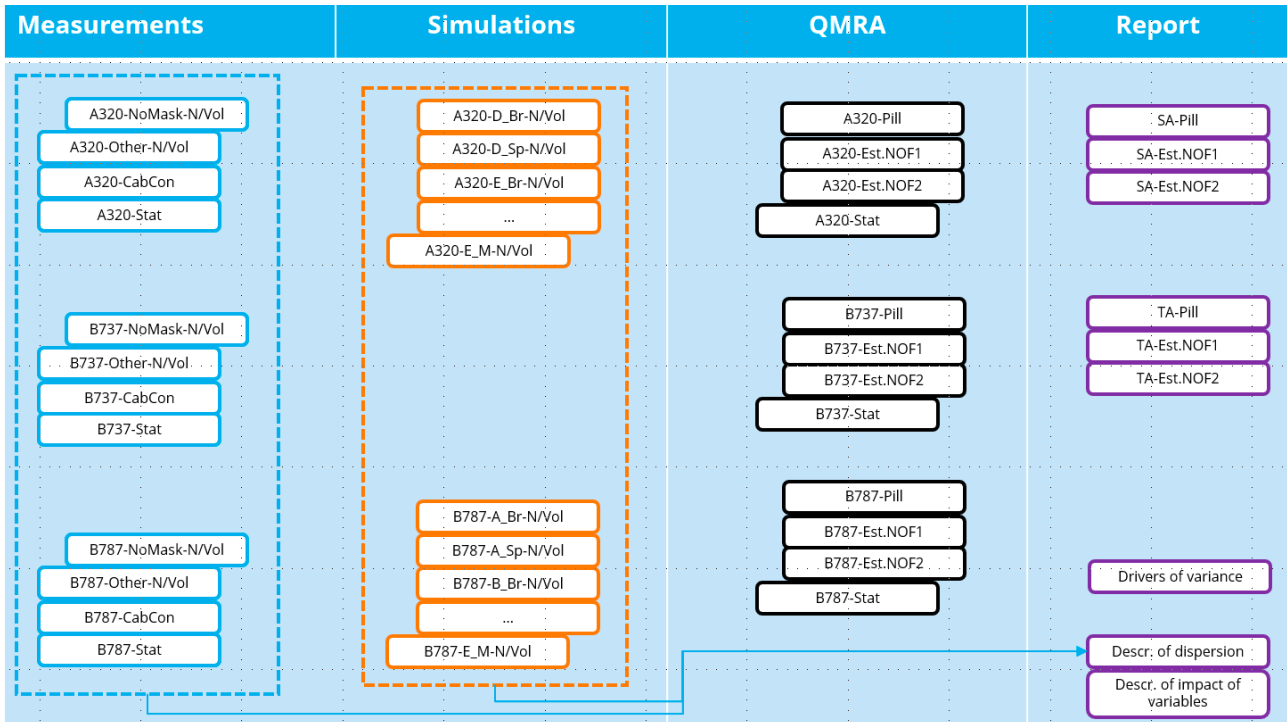 Measurements
Simulations
QMRA
Report
A320-NoMask-N/Vol
A320-Other-N/Vol
A320-CabCon
A320-Stat
B737-NoMask-N/Vol
B737-Other-N/Vol
B737-CabCon
B737-Stat
B787-NoMask-N/Vol
B787-Other-N/Vol
B787-CabCon
B787-Stat
A320-D_Br-N/Vol
A320-D_Sp-N/Vol
A320-E_Br-N/Vol
...
A320-E_M-N/Vol
B787-A_Br-N/Vol
B787-A_Sp-N/Vol
B787-B_Br-N/Vol
...
B787-E_M-N/Vol
A320-Pill
A320-Est.NOF1
A320-Est.NOF2
A320-Stat
B737-Pill
B737-Est.NOF1
B737-Est.NOF2
B737-Stat
B787-Pill
B787-Est.NOF1
B787-Est.NOF2
B787-Stat
SA-Pill
SA-Est.NOF1
SA-Est.NOF2
TA-Pill
TA-Est.NOF1
TA-Est.NOF2
Drivers of variance
Descr. of dispersion
Descr. of impact of
variables